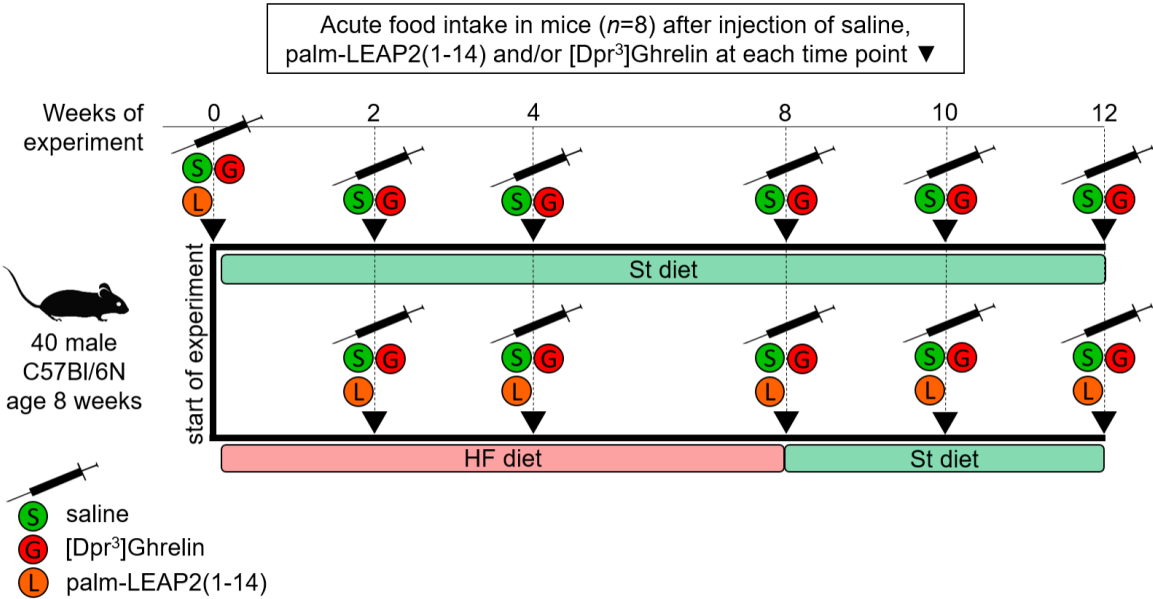 Acute food intake in mice (n=8) after injection of saline,
palm-LEAP2(1-14) and/or [Dpr³]Ghrelin at each time point ▼
Weeks of
experiment
0 2 4 8 10 12
S G S G S G S G S G S G
L
start of experiment
St diet
40 male
C57Bl/6N
age 8 weeks
S G S G S G S G S G
L L L L L
HF diet St diet
S saline
G [Dpr³]Ghrelin
L palm-LEAP2(1-14)